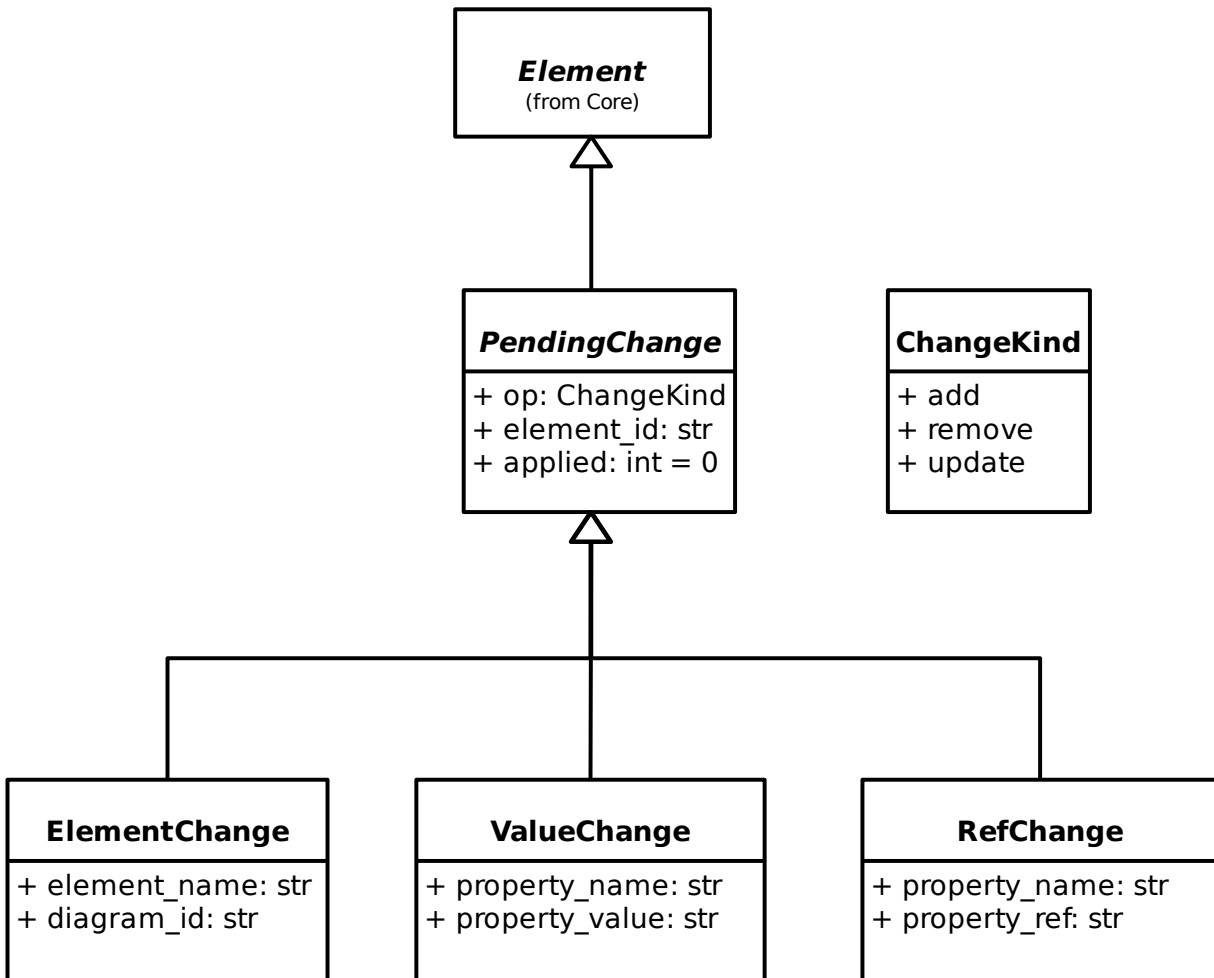 Element
(from Core)
PendingChange
+ op: ChangeKind
+ element_id: str
+ applied: int = 0
ChangeKind
+ add
+ remove
+ update
ElementChange
+ element_name: str
+ diagram_id: str
ValueChange
+ property_name: str
+ property_value: str
RefChange
+ property_name: str
+ property_ref: str